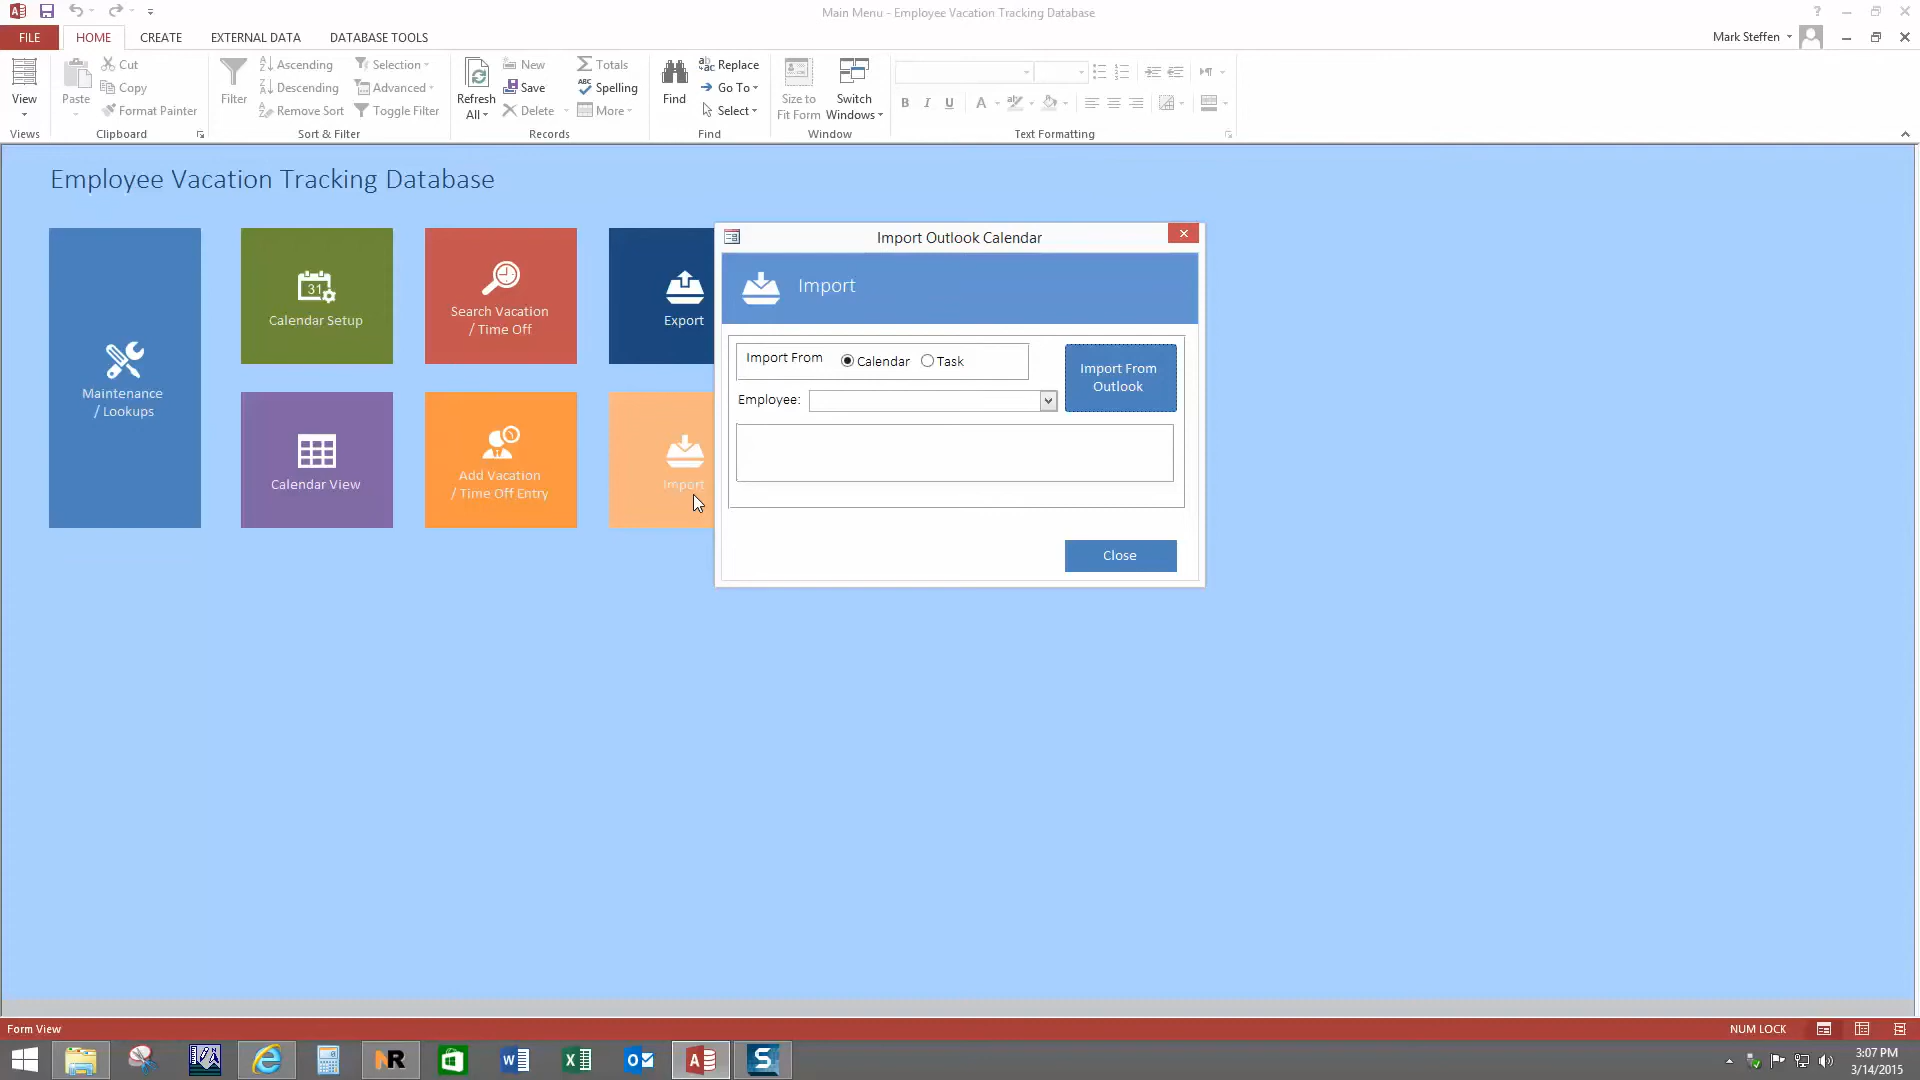 Main Menu - Employee Vacation Tracking Database
FILE
HOME
CREATE
EXTERNAL DATA
DATABASE TOOLS
Mark Steffen
View
Views
Paste
Cut
Copy
Format Painter
Clipboard
Filter
Ascending
Descending
Remove Sort
Selection
Advanced
Toggle Filter
Sort & Filter
Refresh
All
New
Save
Delete
Totals
Spelling
More
Records
Find
Replace
Go To
Select
Find
Size to
Fit Form
Switch
Windows
Window
B I U
A
Text Formatting
Employee Vacation Tracking Database
Maintenance
/ Lookups
31
Calendar Setup
Search Vacation
/ Time Off
Export
Calendar View
Add Vacation
/ Time Off Entry
Import
Import Outlook Calendar
Import
Import From
Calendar
Task
Import From
Outlook
Employee:
Close
Form View
NUM LOCK
3:07 PM
3/14/2015